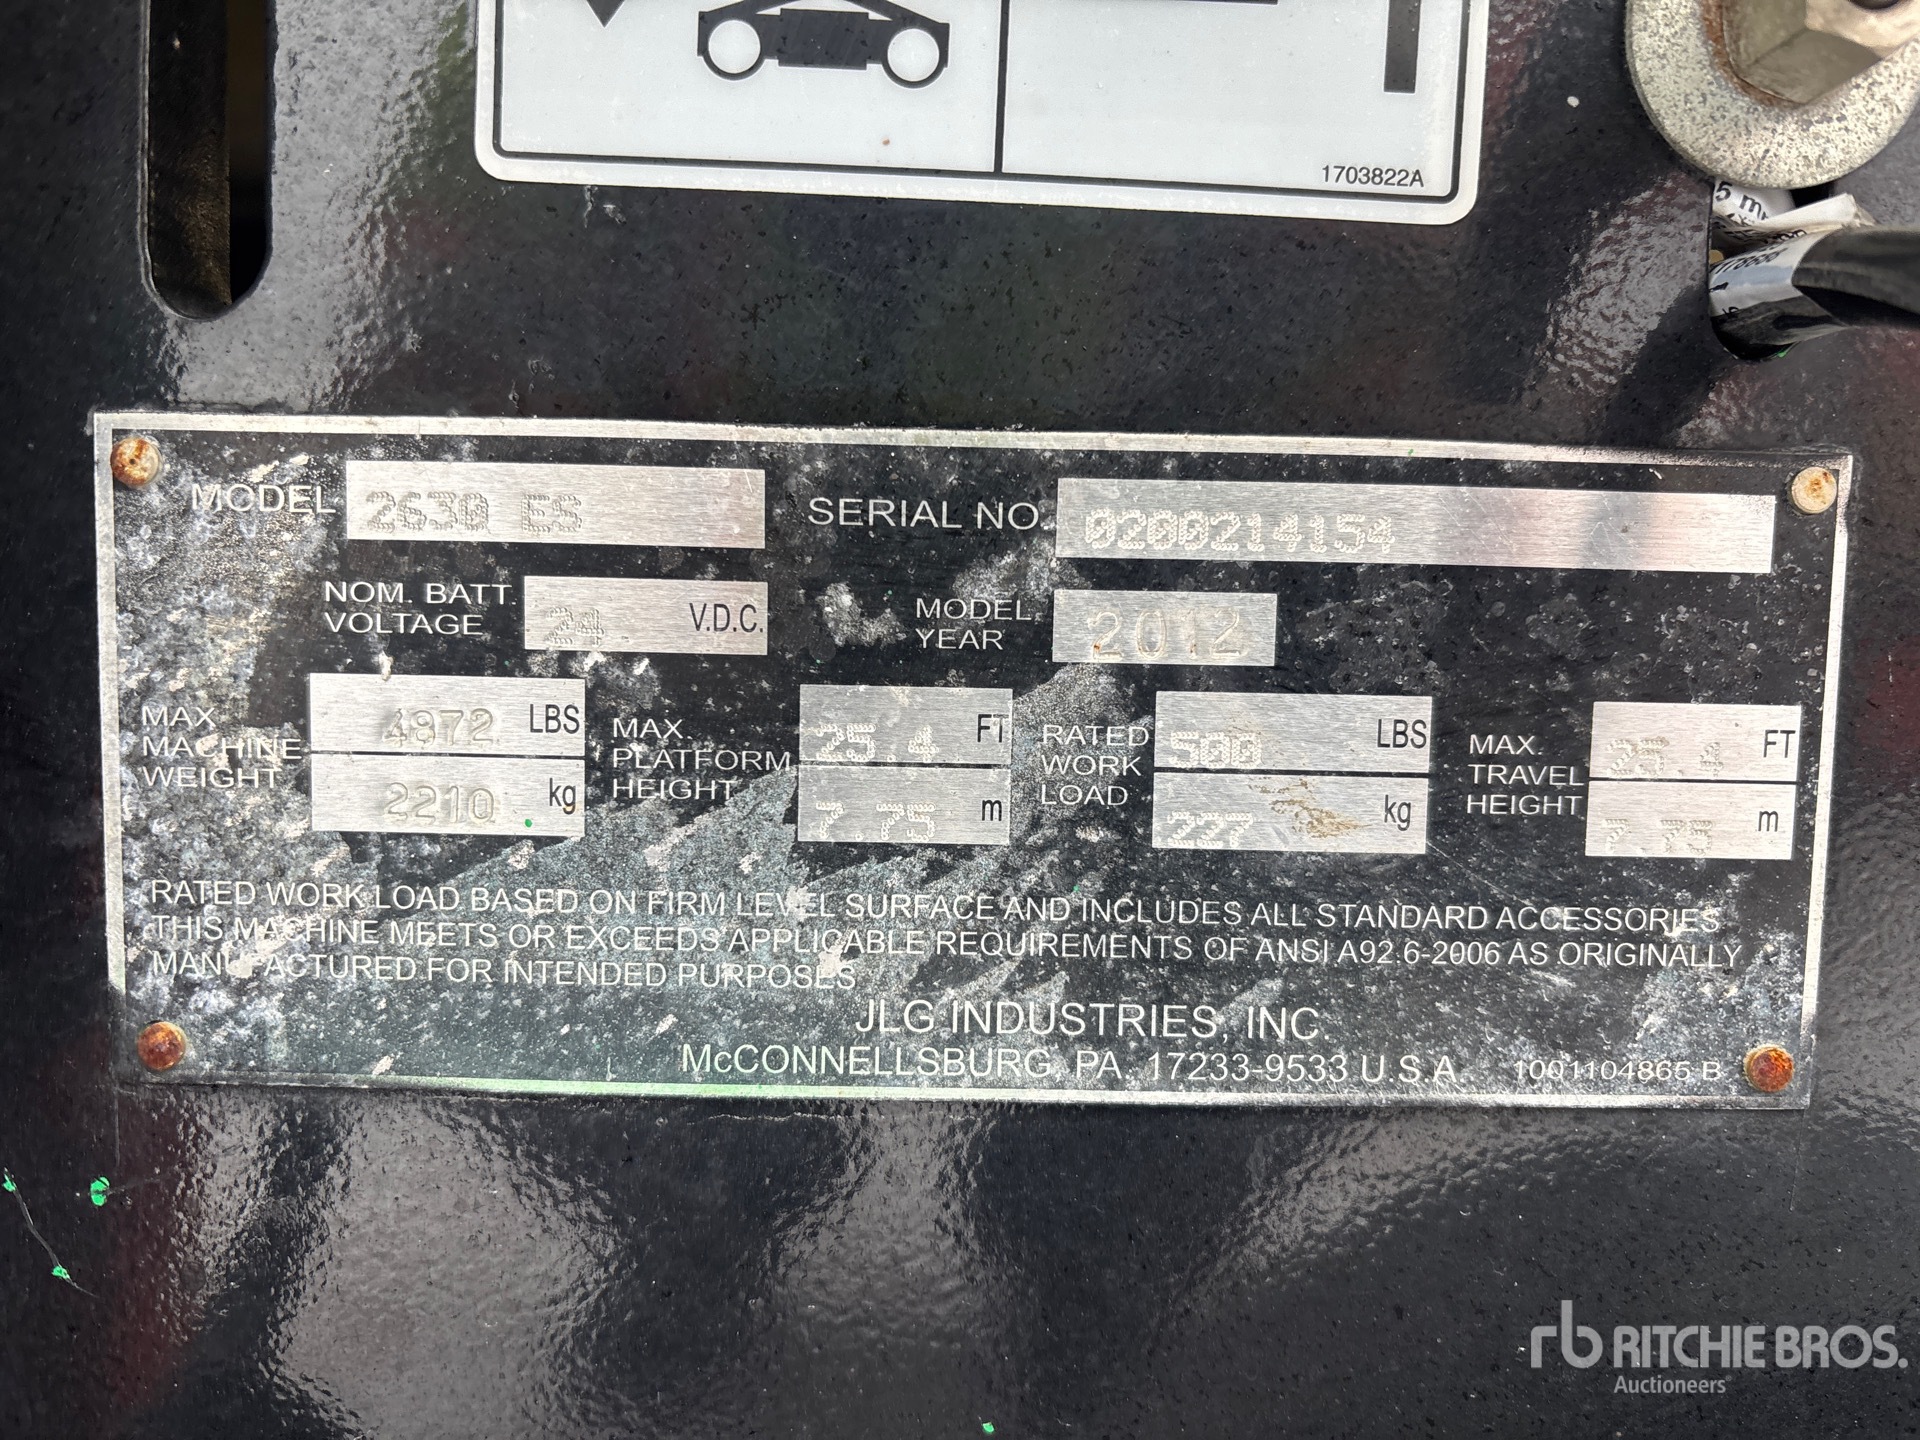 1703822A
MODEL 2630 ES SERIAL NO. 0200214154
NOM. BATT. VOLTAGE 24 V.D.C. MODEL YEAR 2012
MAX. MACHINE WEIGHT 4872 LBS 2210 kg
MAX. PLATFORM HEIGHT 25.4 FT 7.75 m
RATED WORK LOAD 500 LBS 227 kg
MAX. TRAVEL HEIGHT 25.4 FT 7.75 m
RATED WORK LOAD BASED ON FIRM LEVEL SURFACE AND INCLUDES ALL STANDARD ACCESSORIES
THIS MACHINE MEETS OR EXCEEDS APPLICABLE REQUIREMENTS OF ANSI A92.6-2006 AS ORIGINALLY
MANUFACTURED FOR INTENDED PURPOSES
JLG INDUSTRIES, INC.
McCONNELLSBURG, PA. 17233-9533 U.S.A.
1001104865 B
rb RITCHIE BROS.
Auctioneers